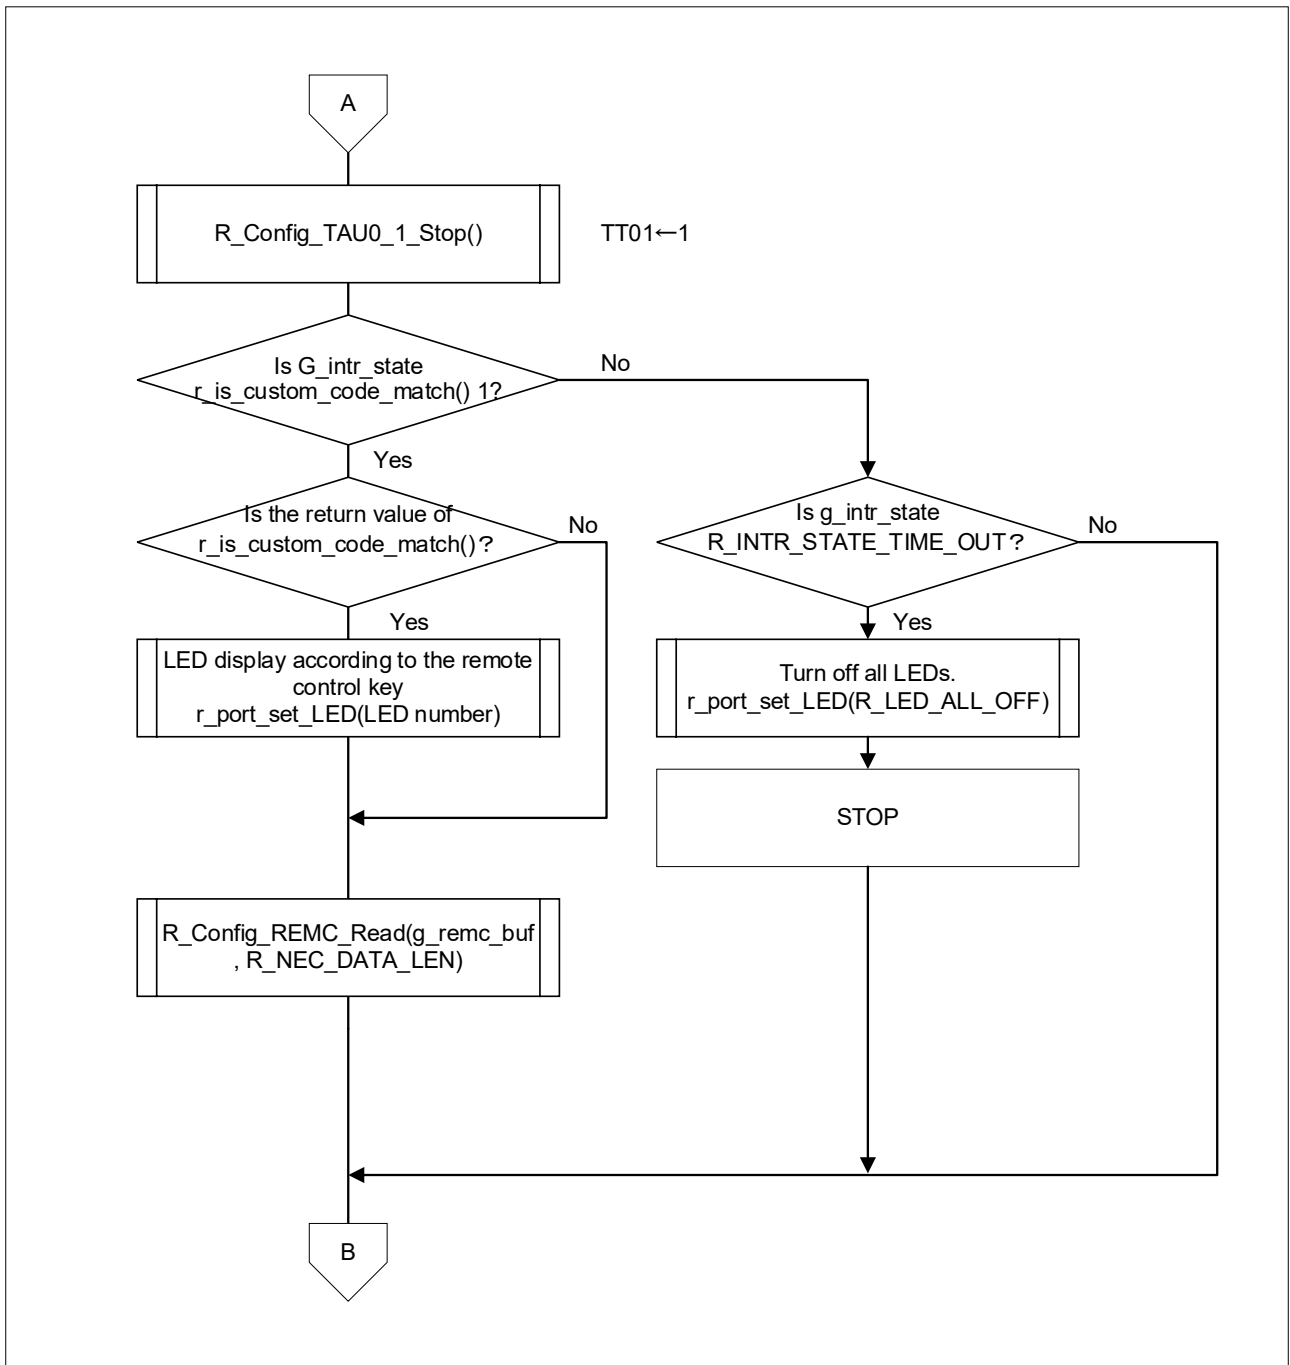 A
R_Config_TAU0_1_Stop()
TT01←1
Is G_intr_state
r_is_custom_code_match() 1?
No
Yes
Is the return value of
r_is_custom_code_match()?
No
Is g_intr_state
R_INTR_STATE_TIME_OUT?
No
Yes
LED display according to the remote
control key
r_port_set_LED(LED number)
Yes
Turn off all LEDs.
r_port_set_LED(R_LED_ALL_OFF)
STOP
R_Config_REMC_Read(g_remc_buf
, R_NEC_DATA_LEN)
B